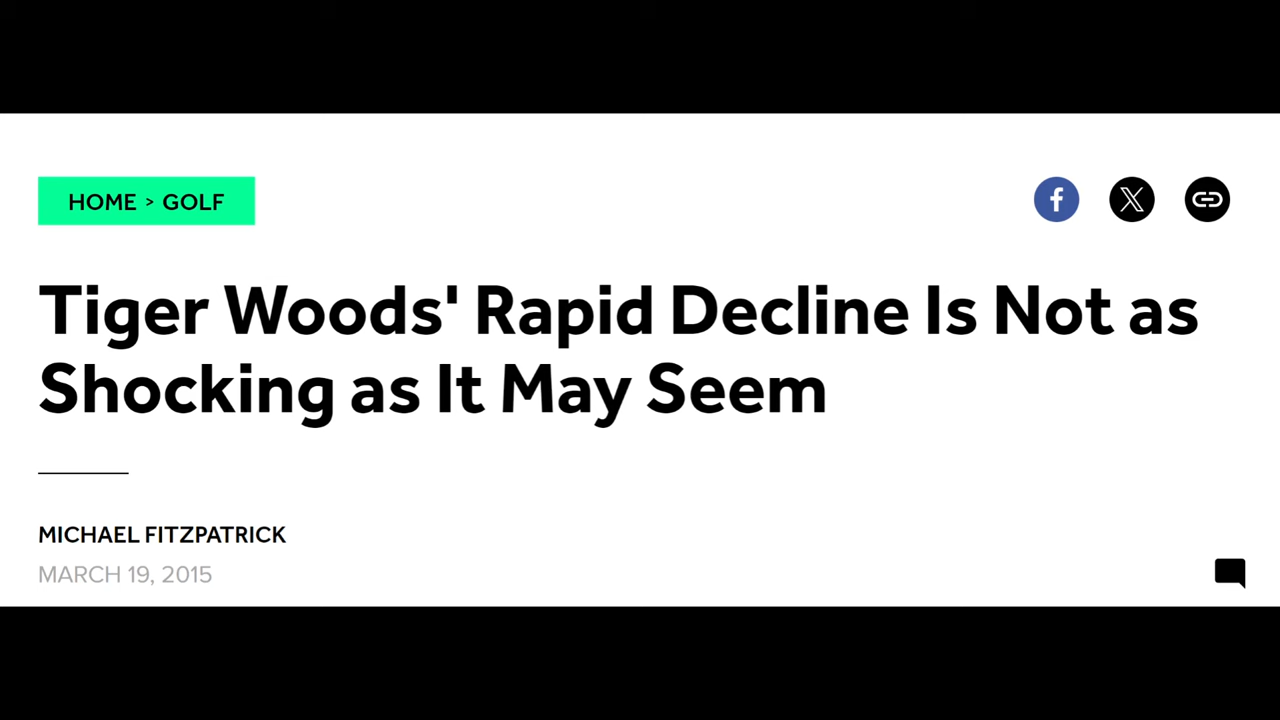 HOME > GOLF
Tiger Woods' Rapid Decline Is Not as
Shocking as It May Seem
MICHAEL FITZPATRICK
MARCH 19, 2015